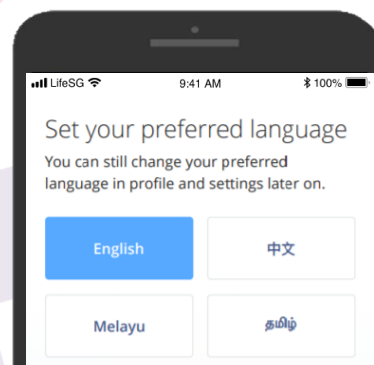 LifeSG 9:41 AM 100%
Set your preferred language
You can still change your preferred
language in profile and settings later on.
English 中文
Melayu தமிழ்